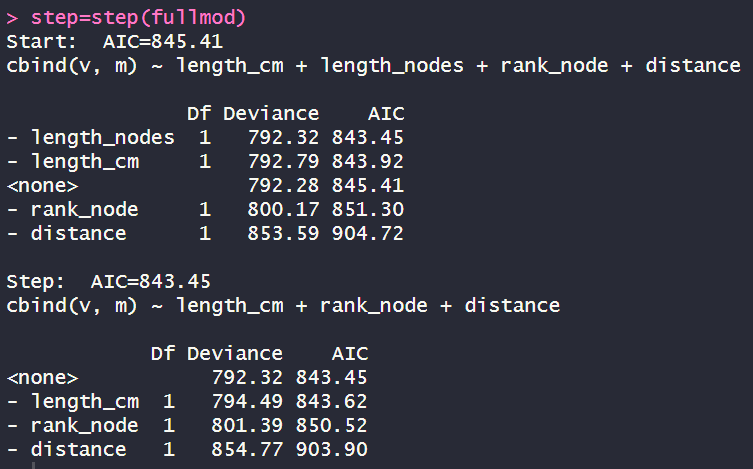 > step=step(fullmod)
Start:  AIC=845.41
cbind(v, m) ~ length_cm + length_nodes + rank_node + distance

               Df Deviance    AIC
- length_nodes  1   792.32 843.45
- length_cm     1   792.79 843.92
<none>              792.28 845.41
- rank_node     1   800.17 851.30
- distance      1   853.59 904.72

Step:  AIC=843.45
cbind(v, m) ~ length_cm + rank_node + distance

            Df Deviance    AIC
<none>           792.32 843.45
- length_cm  1   794.49 843.62
- rank_node  1   801.39 850.52
- distance   1   854.77 903.90